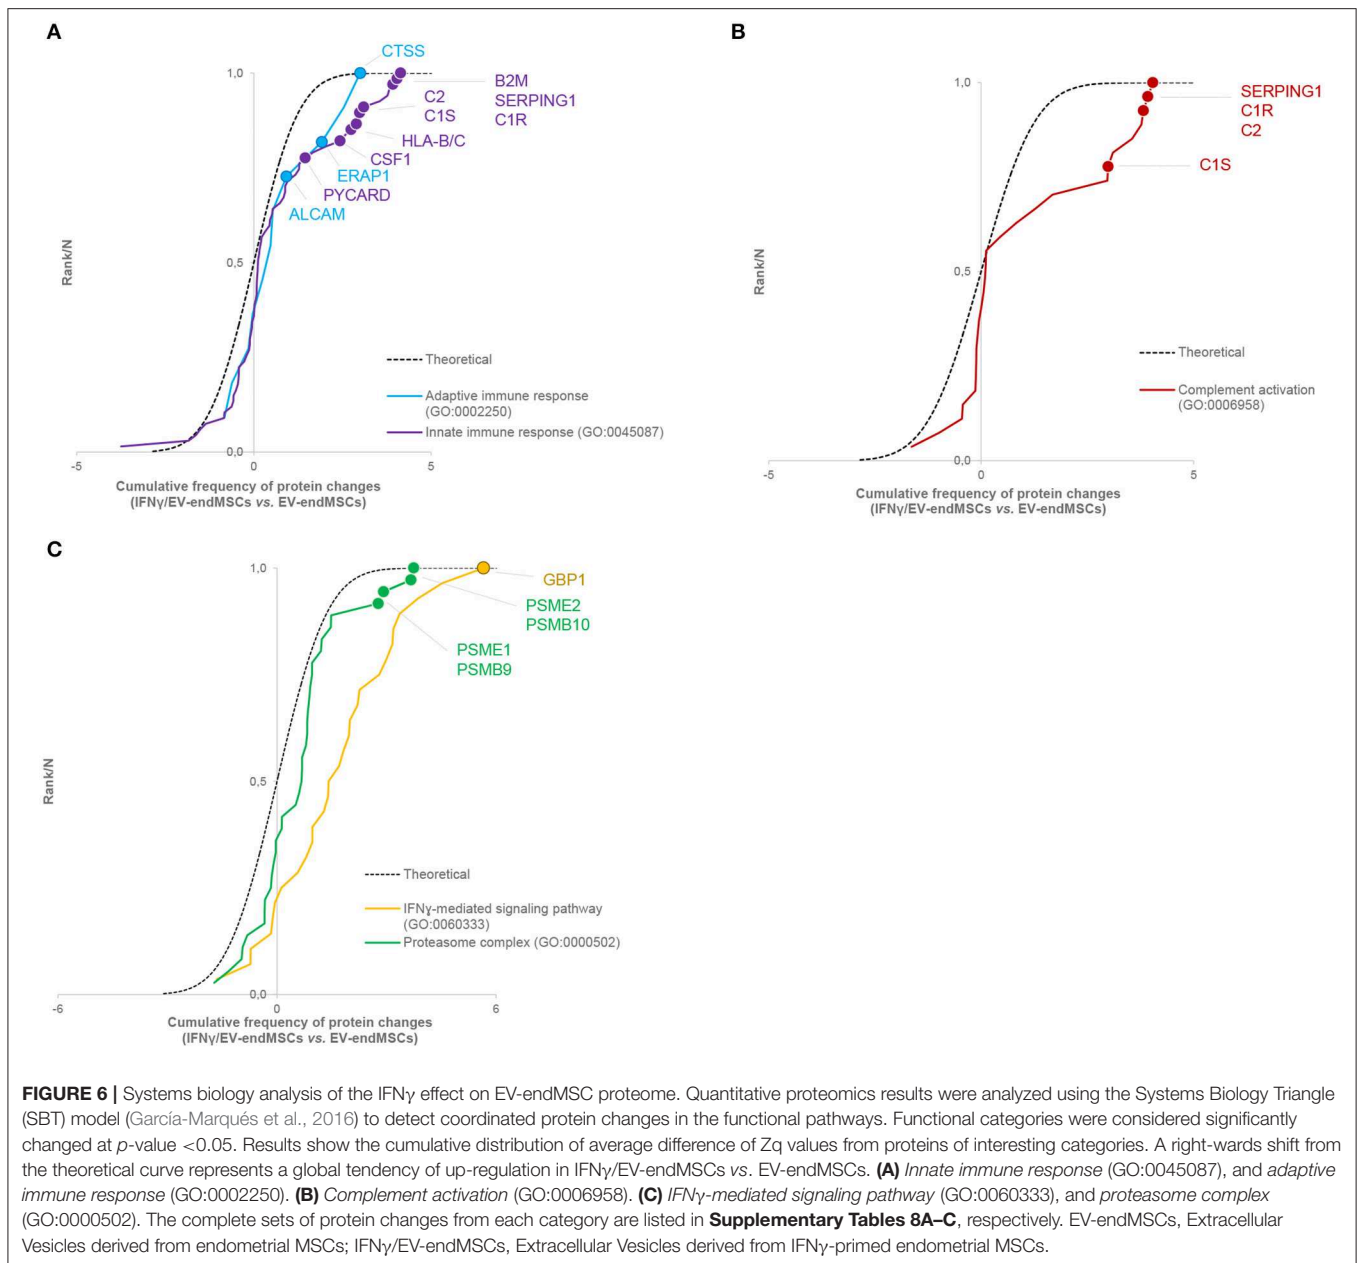 A
CTSS
1,0
B2M
SERPING1
C1R
C2
C1S
HLA-B/C
CSF1
ERAP1
PYCARD
ALCAM
Rank/N
0,5
Theoretical
Adaptive immune response
(GO:0002250)
Innate immune response (GO:0045087)
0,0
-5
0
5
Cumulative frequency of protein changes
(IFNγ/EV-endMSCs vs. EV-endMSCs)
B
1,0
SERPING1
C1R
C2
C1S
Rank/N
0,5
Theoretical
Complement activation
(GO:0006958)
0,0
-5
0
5
Cumulative frequency of protein changes
(IFNγ/EV-endMSCs vs. EV-endMSCs)
C
1,0
GBP1
PSME2
PSMB10
PSME1
PSMB9
Rank/N
0,5
Theoretical
IFNγ-mediated signaling pathway
(GO:0060333)
Proteasome complex (GO:0000502)
0,0
-6
0
6
Cumulative frequency of protein changes
(IFNγ/EV-endMSCs vs. EV-endMSCs)
FIGURE 6 | Systems biology analysis of the IFNγ effect on EV-endMSC proteome. Quantitative proteomics results were analyzed using the Systems Biology Triangle
(SBT) model (García-Marqués et al., 2016) to detect coordinated protein changes in the functional pathways. Functional categories were considered significantly
changed at p-value <0.05. Results show the cumulative distribution of average difference of Zq values from proteins of interesting categories. A right-wards shift from
the theoretical curve represents a global tendency of up-regulation in IFNγ/EV-endMSCs vs. EV-endMSCs. (A) Innate immune response (GO:0045087), and adaptive
immune response (GO:0002250). (B) Complement activation (GO:0006958). (C) IFNγ-mediated signaling pathway (GO:0060333), and proteasome complex
(GO:0000502). The complete sets of protein changes from each category are listed in Supplementary Tables 8A–C, respectively. EV-endMSCs, Extracellular
Vesicles derived from endometrial MSCs; IFNγ/EV-endMSCs, Extracellular Vesicles derived from IFNγ-primed endometrial MSCs.